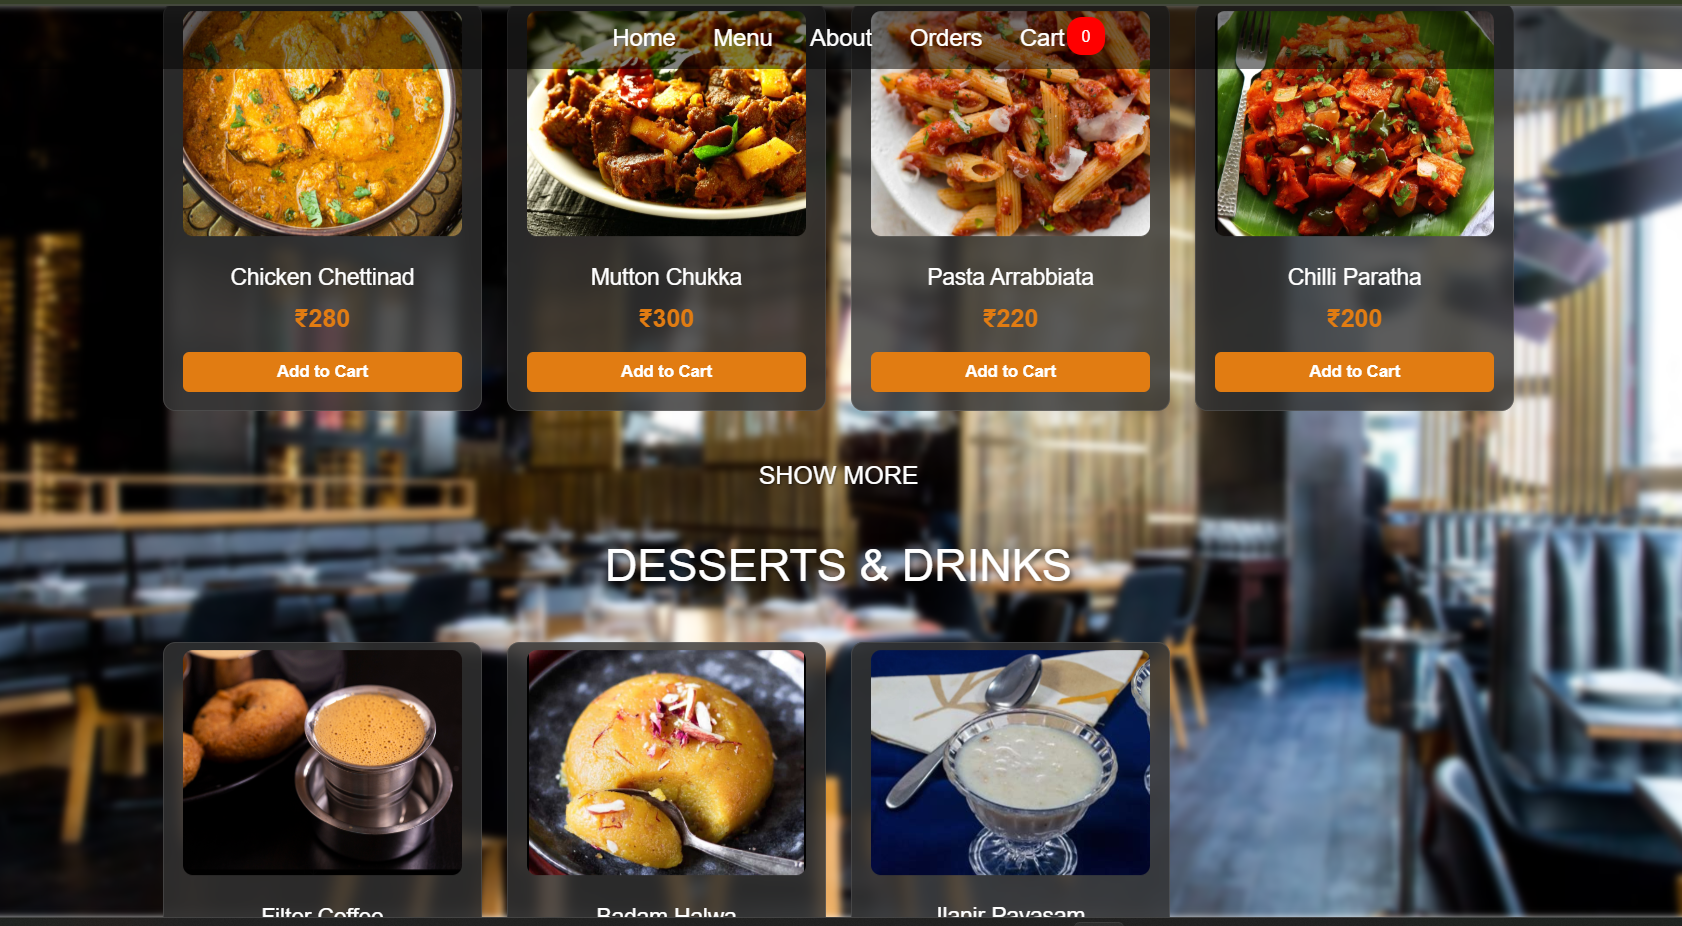 Home Menu About Orders Cart 0
Chicken Chettinad Mutton Chukka Pasta Arrabbiata Chilli Paratha
₹280 ₹300 ₹220 ₹200
Add to Cart Add to Cart Add to Cart Add to Cart
SHOW MORE
DESSERTS & DRINKS
Filter Coffee Badam Halwa Ilanir Payasam